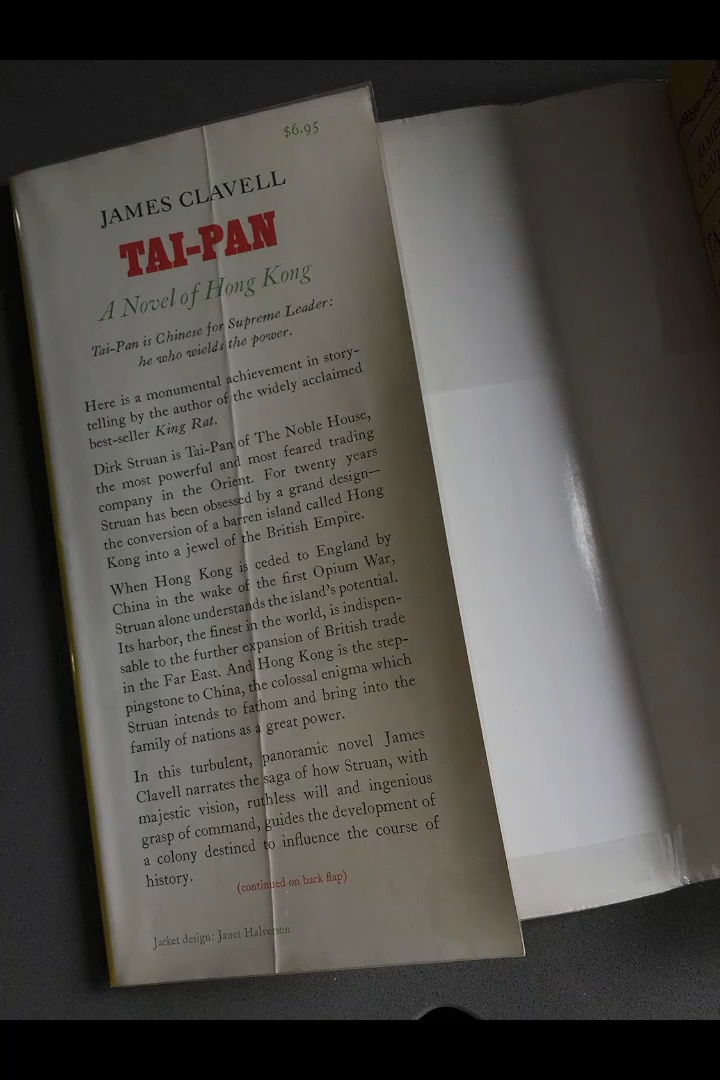 $6.95
JAMES CLAVELL
TAI-PAN
A Novel of Hong Kong
Tai-Pan is Chinese for Supreme Leader:
he who wields the power.
Here is a monumental achievement in story-
telling by the author of the widely acclaimed
best-seller King Rat.
Dirk Struan is Tai-Pan of The Noble House,
the most powerful and most feared trading
company in the Orient. For twenty years
Struan has been obsessed by a grand design—
the conversion of a barren island called Hong
Kong into a jewel of the British Empire.
When Hong Kong is ceded to England by
China in the wake of the first Opium War,
Struan alone understands the island's potential.
Its harbor, the finest in the world, is indispen-
sable to the further expansion of British trade
in the Far East. And Hong Kong is the step-
pingstone to China, the colossal enigma which
Struan intends to fathom and bring into the
family of nations as a great power.
In this turbulent, panoramic novel James
Clavell narrates the saga of how Struan, with
majestic vision, ruthless will and ingenious
grasp of command, guides the development of
a colony destined to influence the course of
history.
(continued on back flap)
Jacket design: Janet Halverson